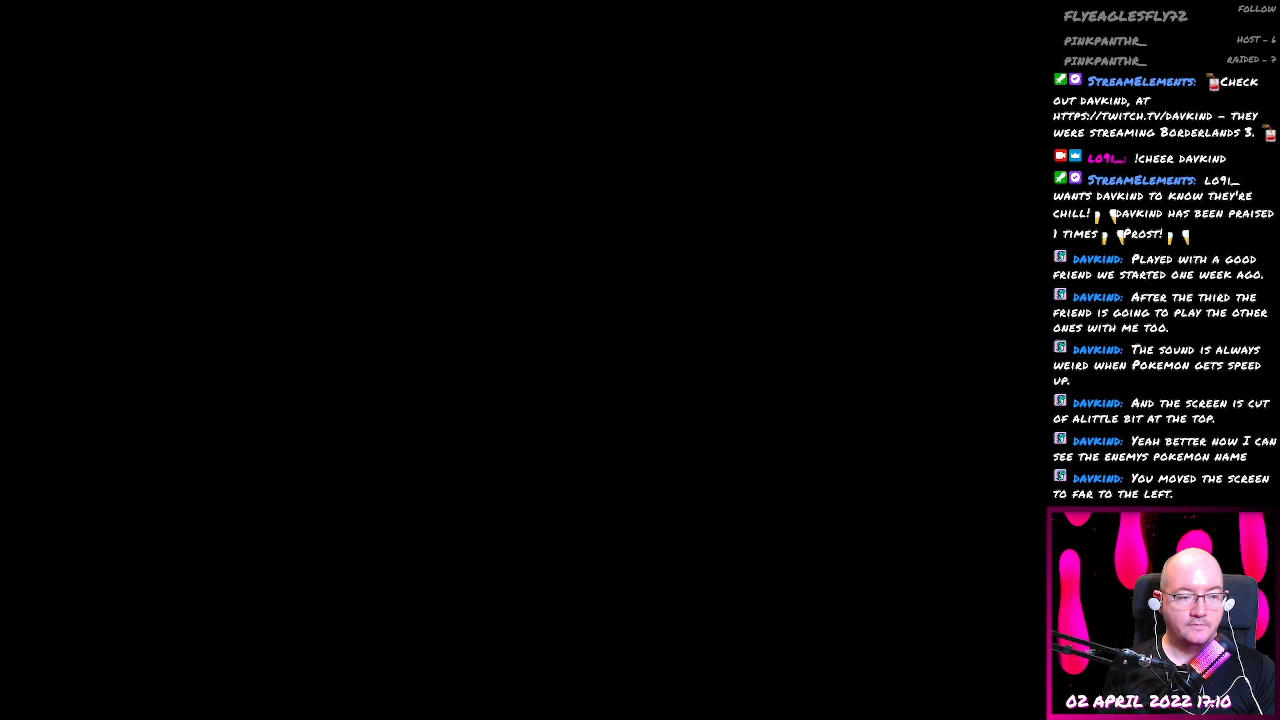 FLYEAGLESFLY72 FOLLOW
PINKPANTHR_ HOST - 6
PINKPANTHR_ RAIDED - 7
StreamElements: Check
out davkind, at
https://twitch.tv/davkind - they
were streaming Borderlands 3.
lo9i_: !cheer davkind
StreamElements: lo9i_
wants davkind to know they're
chill! davkind has been praised
1 times Prost!
davkind: Played with a good
friend we started one week ago.
davkind: After the third the
friend is going to play the other
ones with me too.
davkind: The sound is always
weird when Pokemon gets speed
up.
davkind: And the screen is cut
of alittle bit at the top.
davkind: Yeah better now I can
see the enemys pokemon name
davkind: You moved the screen
to far to the left.
02 APRIL 2022 17:10